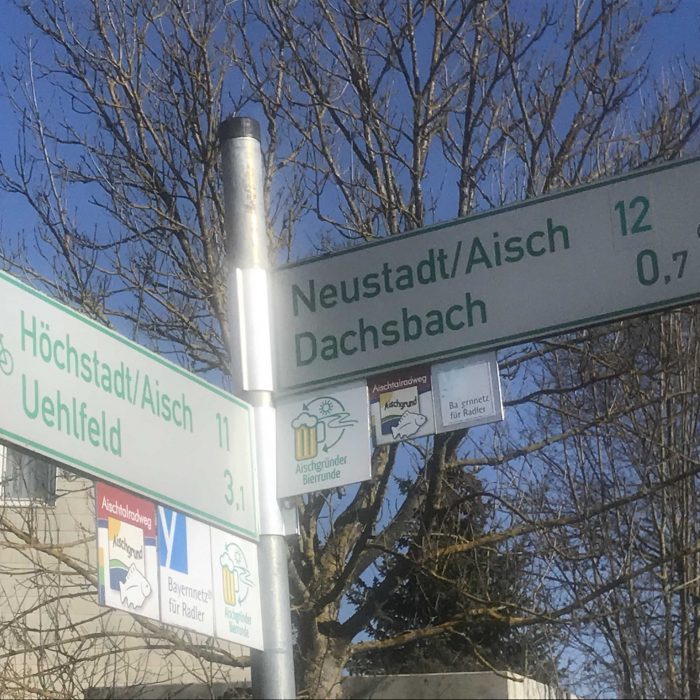 Neustadt/Aisch 12
Dachsbach 0,7
Aischgründer
Bierrunde
Aischtalradweg
Aischgrund
Bayernnetz
für Radler
Höchstadt/Aisch 11
Uehlfeld 3,1
Aischtalradweg
Aischgrund
Bayernnetz
für Radler
Aischgründer
Bierrunde